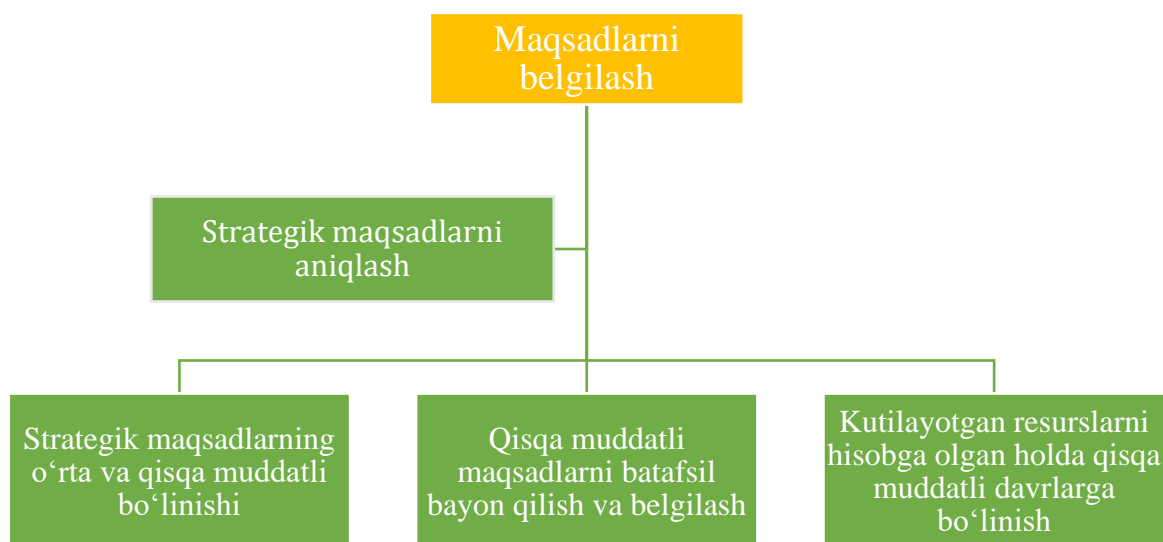 Maqsadlarni
belgilash
Strategik maqsadlarni
aniqlash
Strategik maqsadlarning
o‘rta va qisqa muddatli
bo‘linishi
Qisqa muddatli
maqsadlarni batafsil
bayon qilish va belgilash
Kutilayotgan resurslarni
hisobga olgan holda qisqa
muddatli davrlarga
bo‘linish